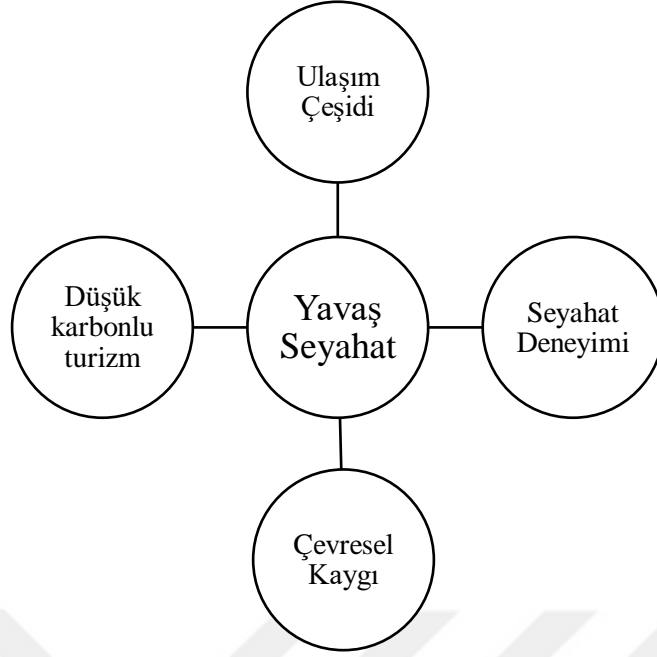 Ulaşım
Çeşidi
Düşük
karbonlu
turizm
Yavaş
Seyahat
Seyahat
Deneyimi
Çevresel
Kaygı